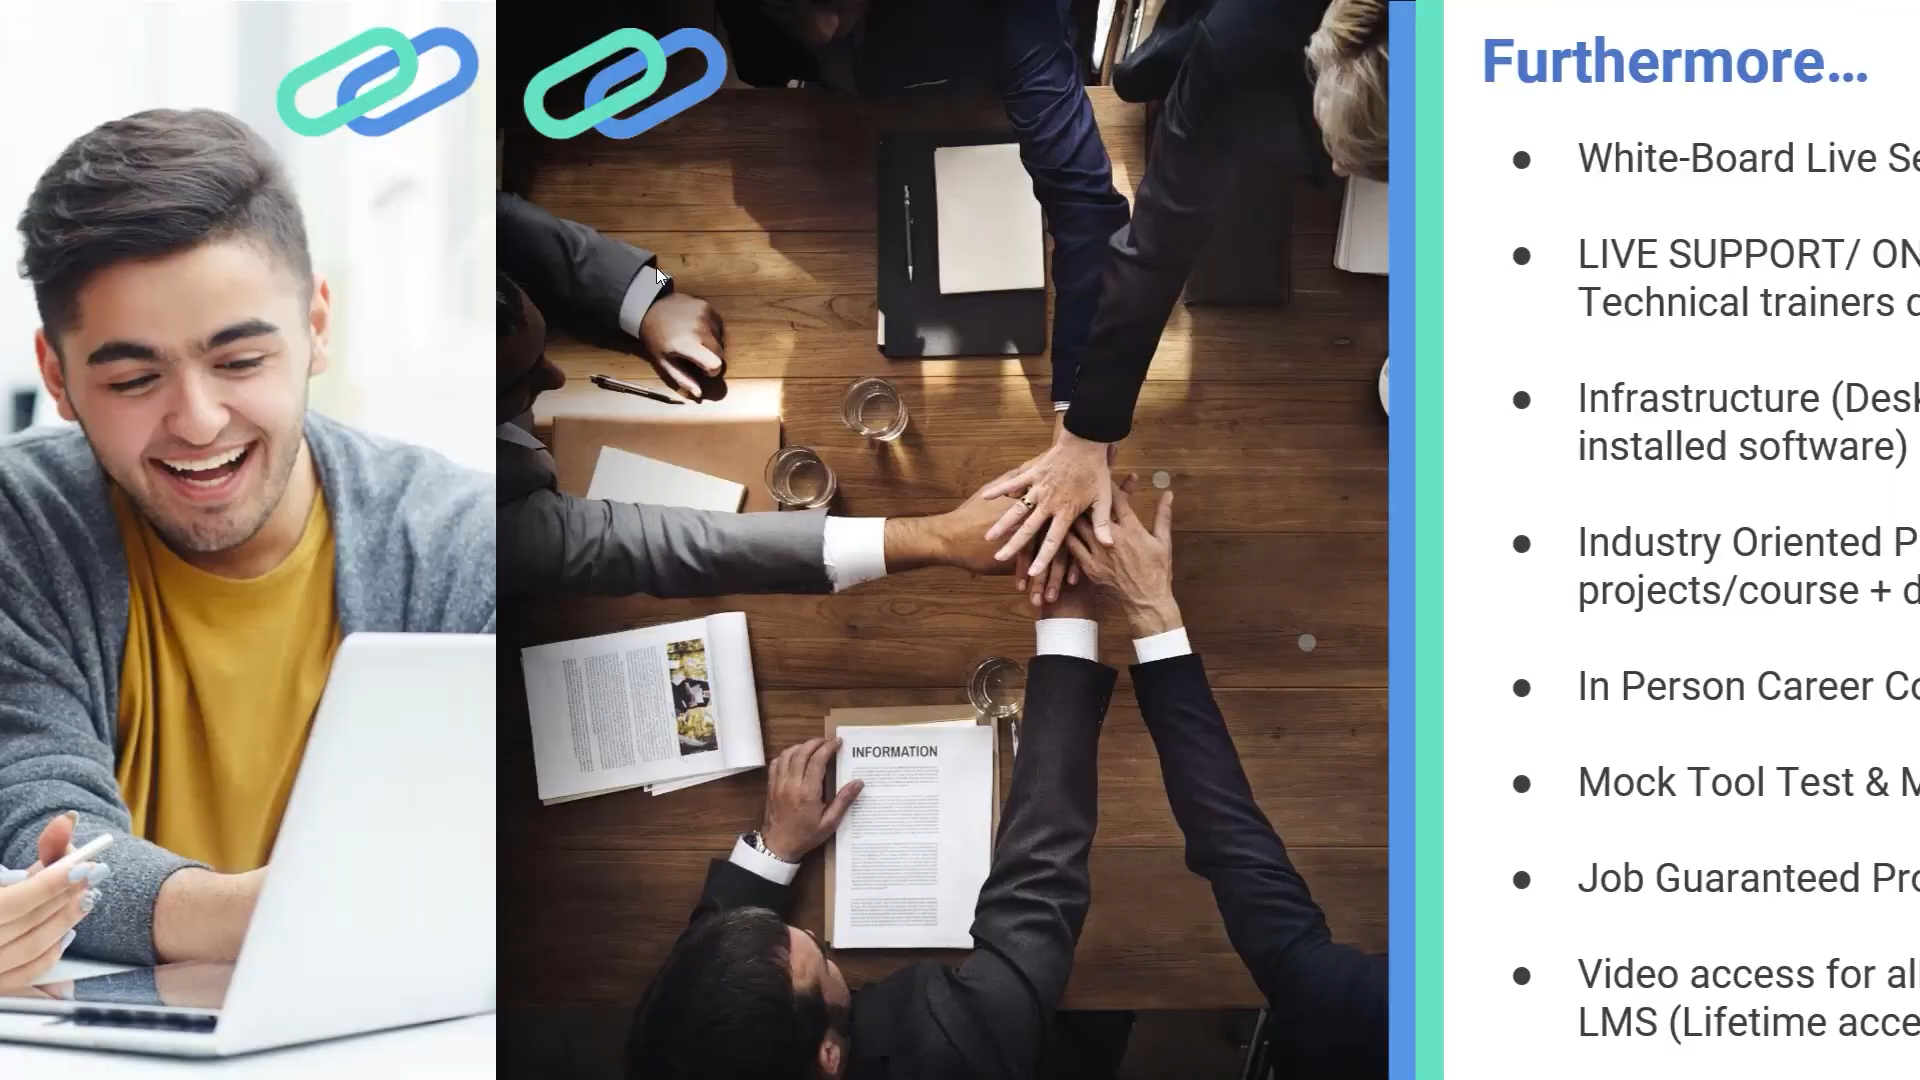 Furthermore...
● White-Board Live Se
● LIVE SUPPORT/ ON
Technical trainers
● Infrastructure (Desk
installed software)
● Industry Oriented P
projects/course + d
● In Person Career Co
● Mock Tool Test & M
● Job Guaranteed Pro
● Video access for all
LMS (Lifetime acce
INFORMATION